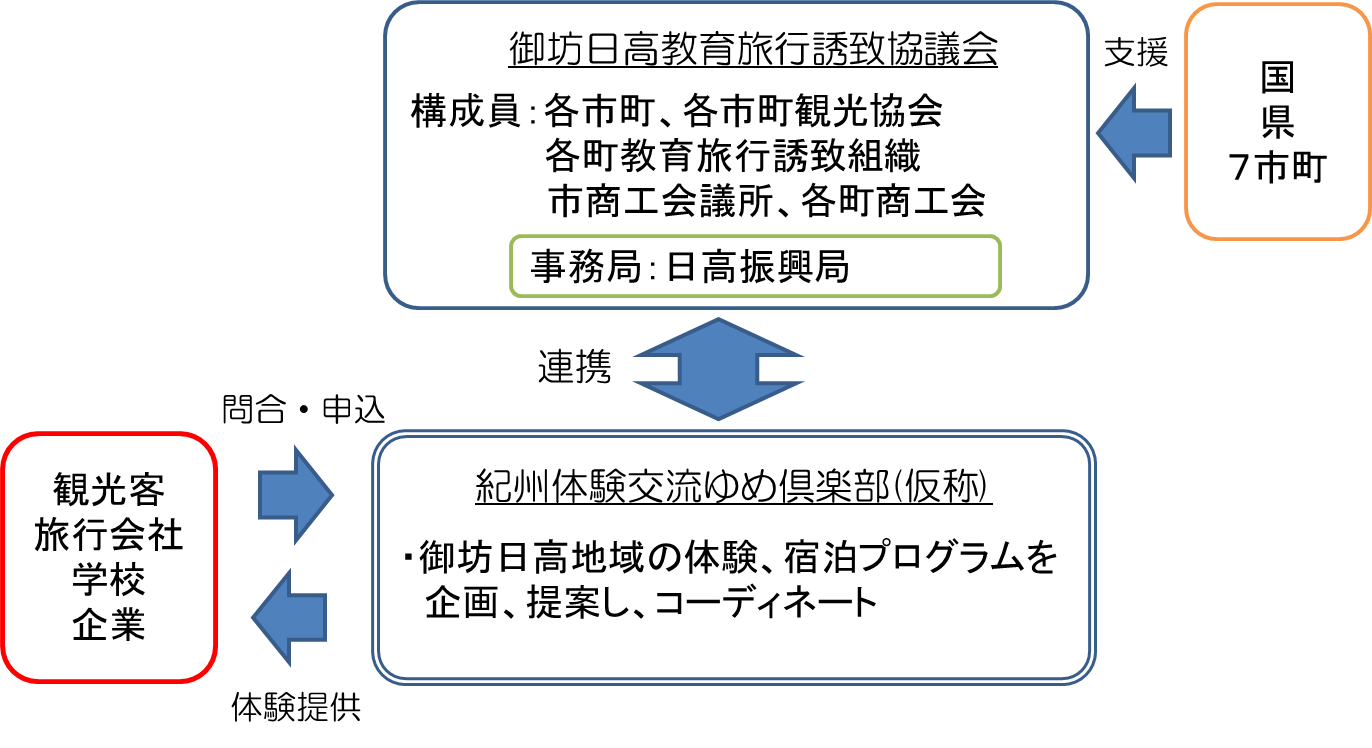 御坊日高教育旅行誘致協議会
構成員：各市町、各市町観光協会
各町教育旅行誘致組織
市商工会議所、各町商工会
事務局：日高振興局
支援
国
県
７市町
連携
問合・申込
観光客
旅行会社
学校
企業
体験提供
紀州体験交流ゆめ倶楽部(仮称)
・御坊日高地域の体験、宿泊プログラムを
企画、提案し、コーディネート